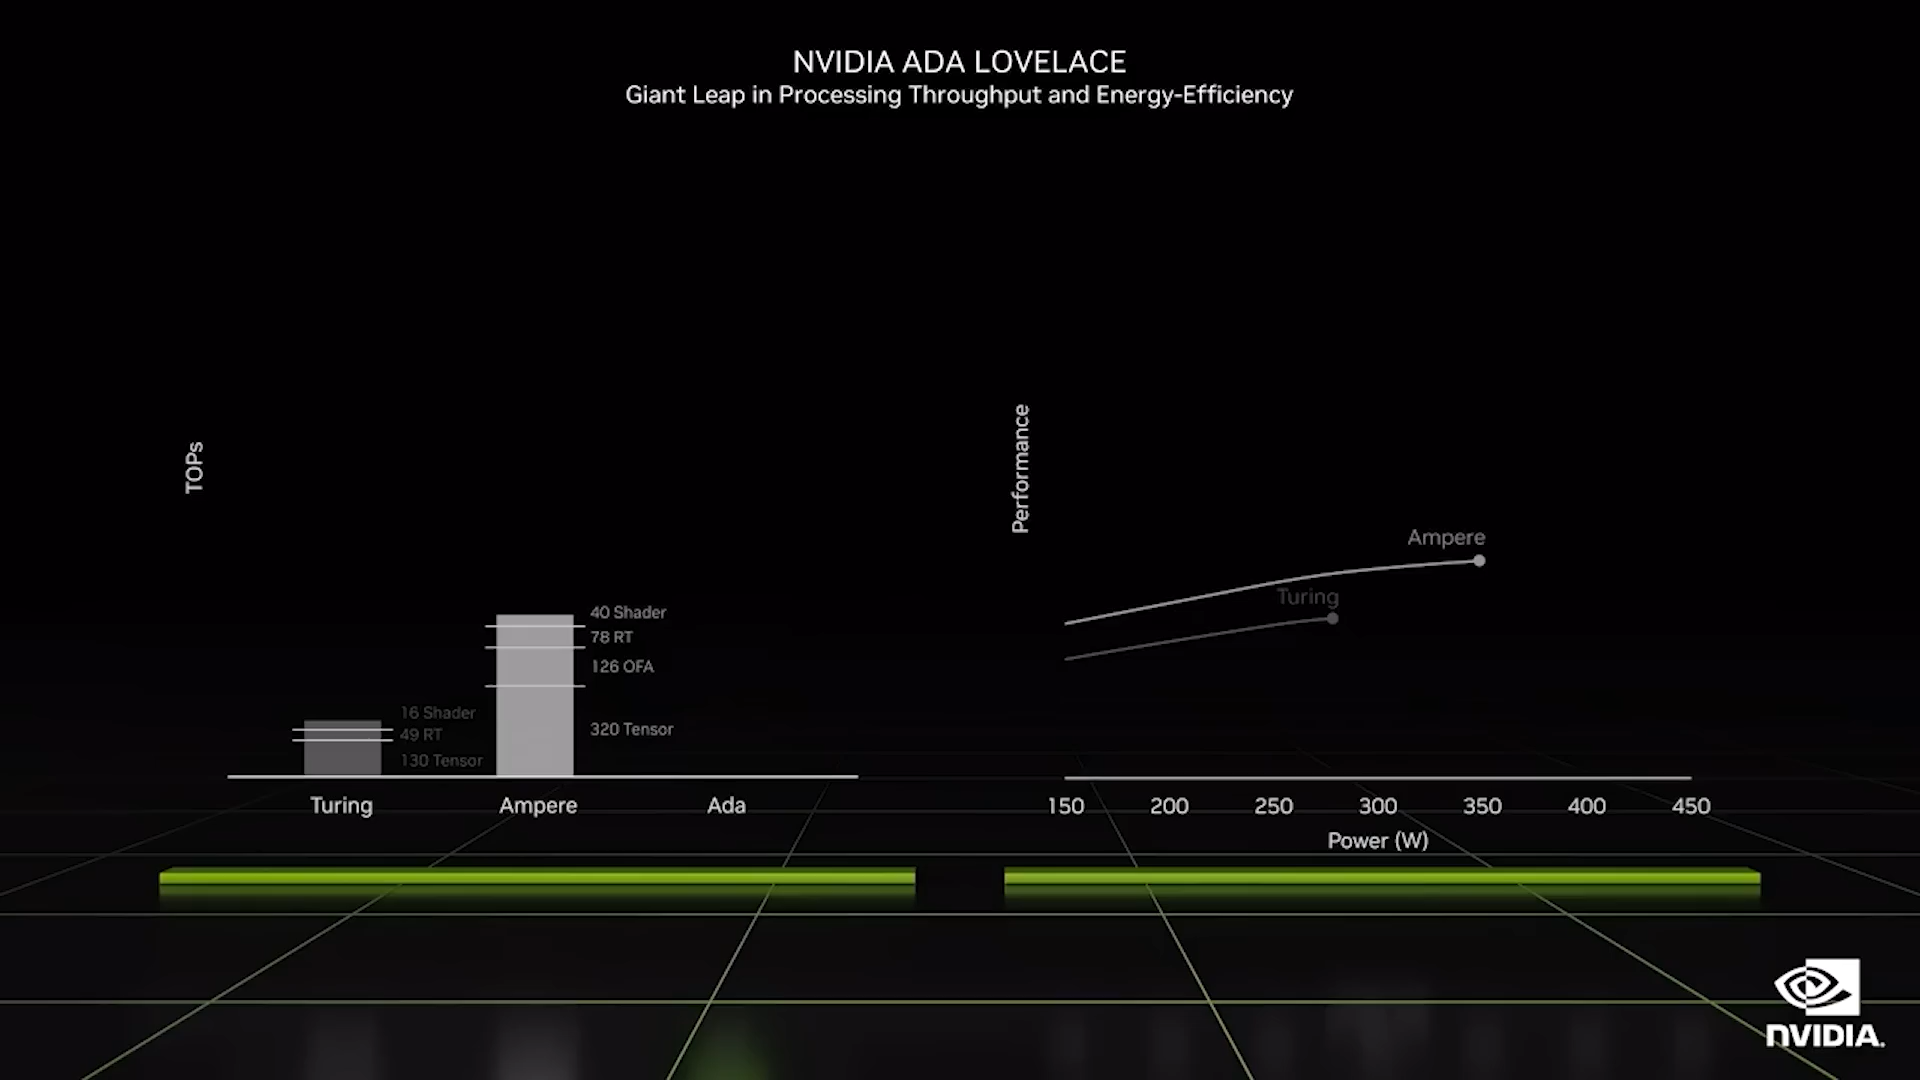 NVIDIA ADA LOVELACE
Giant Leap in Processing Throughput and Energy-Efficiency
TOPs
40 Shader
78 RT
126 OFA
320 Tensor
16 Shader
49 RT
130 Tensor
Turing Ampere Ada
Performance
Ampere
Turing
150 200 250 300 350 400 450
Power (W)
NVIDIA.